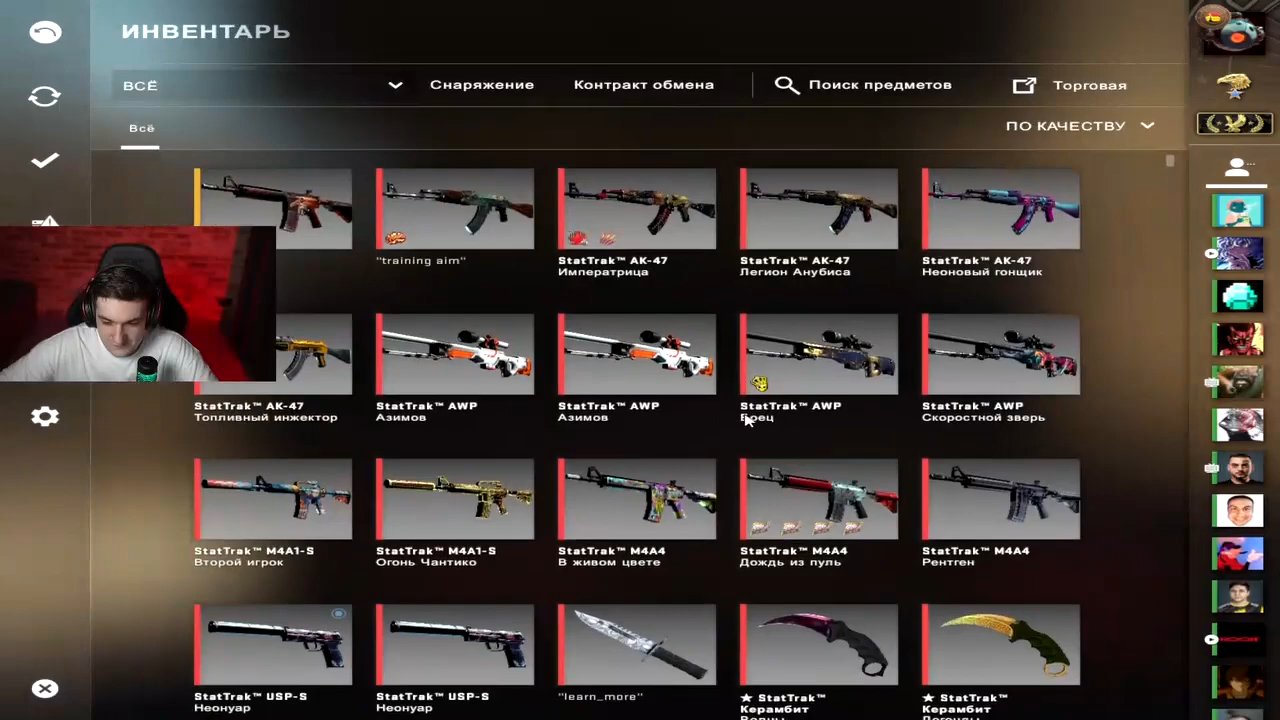 ИНВЕНТАРЬ
ВСЁ
Снаряжение
Контракт обмена
Поиск предметов
Торговая
Всё
ПО КАЧЕСТВУ
"training aim"
StatTrak™ AK-47
Императрица
StatTrak™ AK-47
Легион Анубиса
StatTrak™ AK-47
Неоновый гонщик
StatTrak™ AK-47
Топливный инжектор
StatTrak™ AWP
Азимов
StatTrak™ AWP
Азимов
StatTrak™ AWP
StatTrak™ AWP
Скоростной зверь
StatTrak™ M4A1-S
Второй игрок
StatTrak™ M4A1-S
Огонь Чантико
StatTrak™ M4A4
В живом цвете
StatTrak™ M4A4
Дождь из пуль
StatTrak™ M4A4
Рентген
StatTrak™ USP-S
Неонуар
StatTrak™ USP-S
Неонуар
"learn_more"
★ StatTrak™
Керамбит
Волны
★ StatTrak™
Керамбит
Легенды